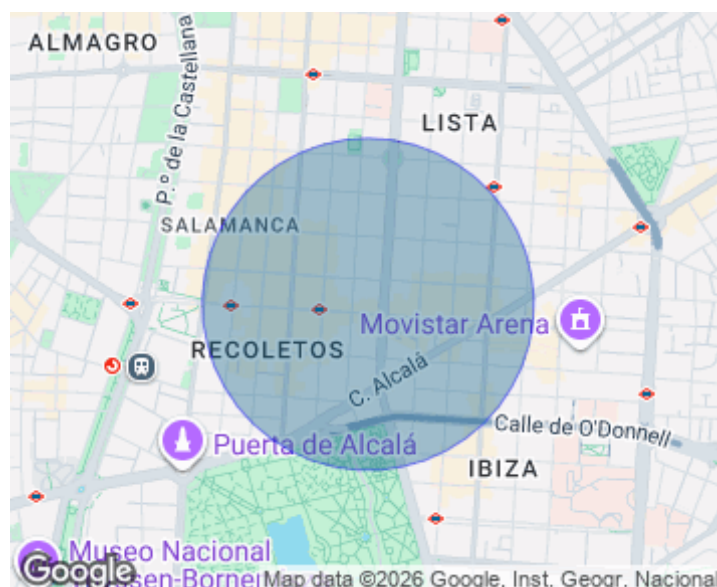 ALMAGRO
P.º de la Castellana
LISTA
SALAMANCA
Movistar Arena
RECOLETOS
C. Alcalá
Calle de O'Donnell
Puerta de Alcalá
IBIZA
Museo Nacional
Google
Map data ©2026 Google, Inst. Geogr. Nacional